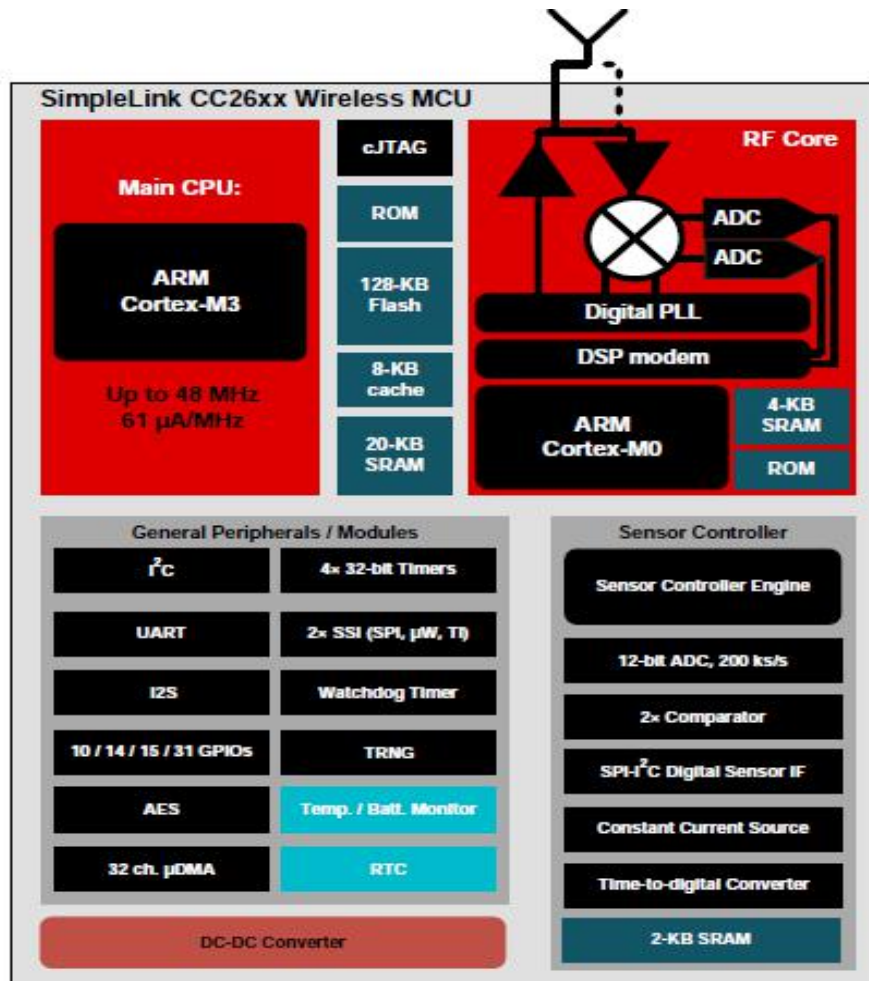 SimpleLink CC26xx Wireless MCU
Main CPU:
ARM
Cortex-M3
Up to 48 MHz
61 µA/MHz
cJTAG
ROM
128-KB
Flash
8-KB
cache
20-KB
SRAM
RF Core
ADC
ADC
Digital PLL
DSP modem
ARM
Cortex-M0
4-KB
SRAM
ROM
General Peripherals / Modules
I²C
4× 32-bit Timers
UART
2× SSI (SPI, µW, TI)
I2S
Watchdog Timer
10 / 14 / 15 / 31 GPIOs
TRNG
AES
Temp. / Batt. Monitor
32 ch. µDMA
RTC
DC-DC Converter
Sensor Controller
Sensor Controller Engine
12-bit ADC, 200 ks/s
2× Comparator
SPI-I²C Digital Sensor IF
Constant Current Source
Time-to-digital Converter
2-KB SRAM